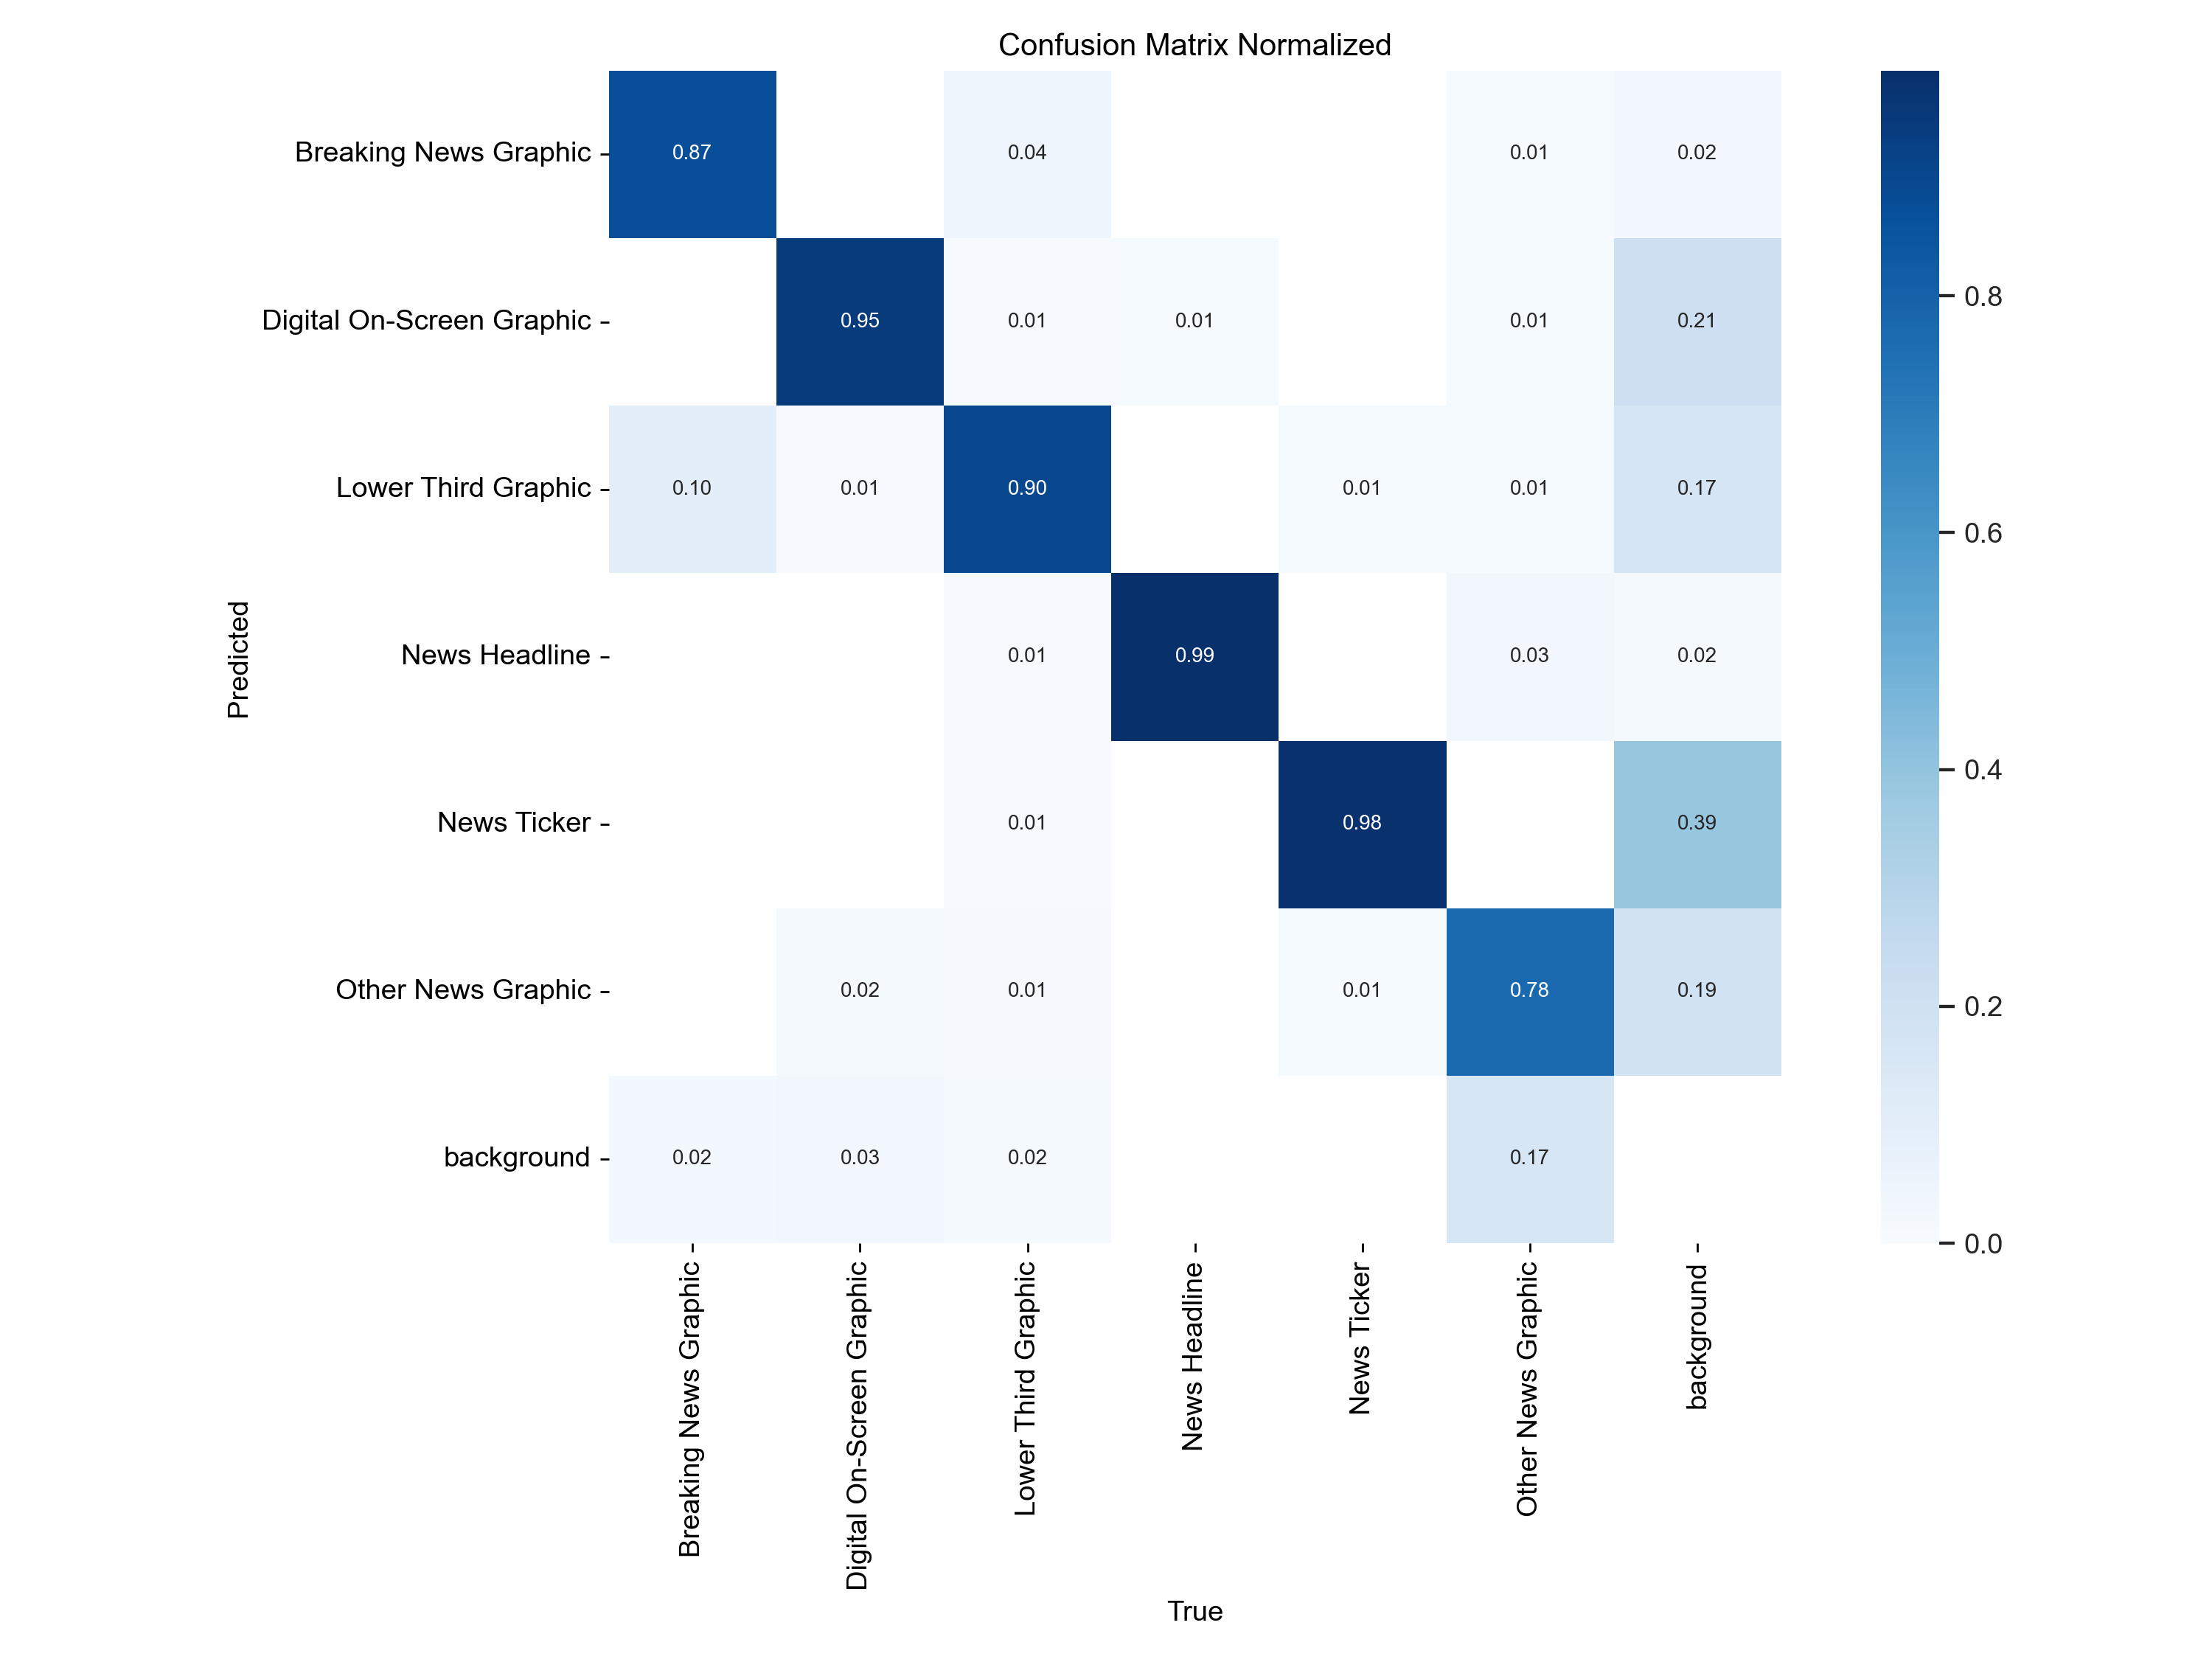 Confusion Matrix Normalized
Breaking News Graphic 0.87 0.04 0.01 0.02
Digital On-Screen Graphic 0.95 0.01 0.01 0.01 0.21
Lower Third Graphic 0.10 0.01 0.90 0.01 0.01 0.17
News Headline 0.01 0.99 0.03 0.02
News Ticker 0.01 0.98 0.39
Other News Graphic 0.02 0.01 0.01 0.78 0.19
background 0.02 0.03 0.02 0.17
Predicted
Breaking News Graphic
Digital On-Screen Graphic
Lower Third Graphic
News Headline
News Ticker
Other News Graphic
background
True
0.8
0.6
0.4
0.2
0.0